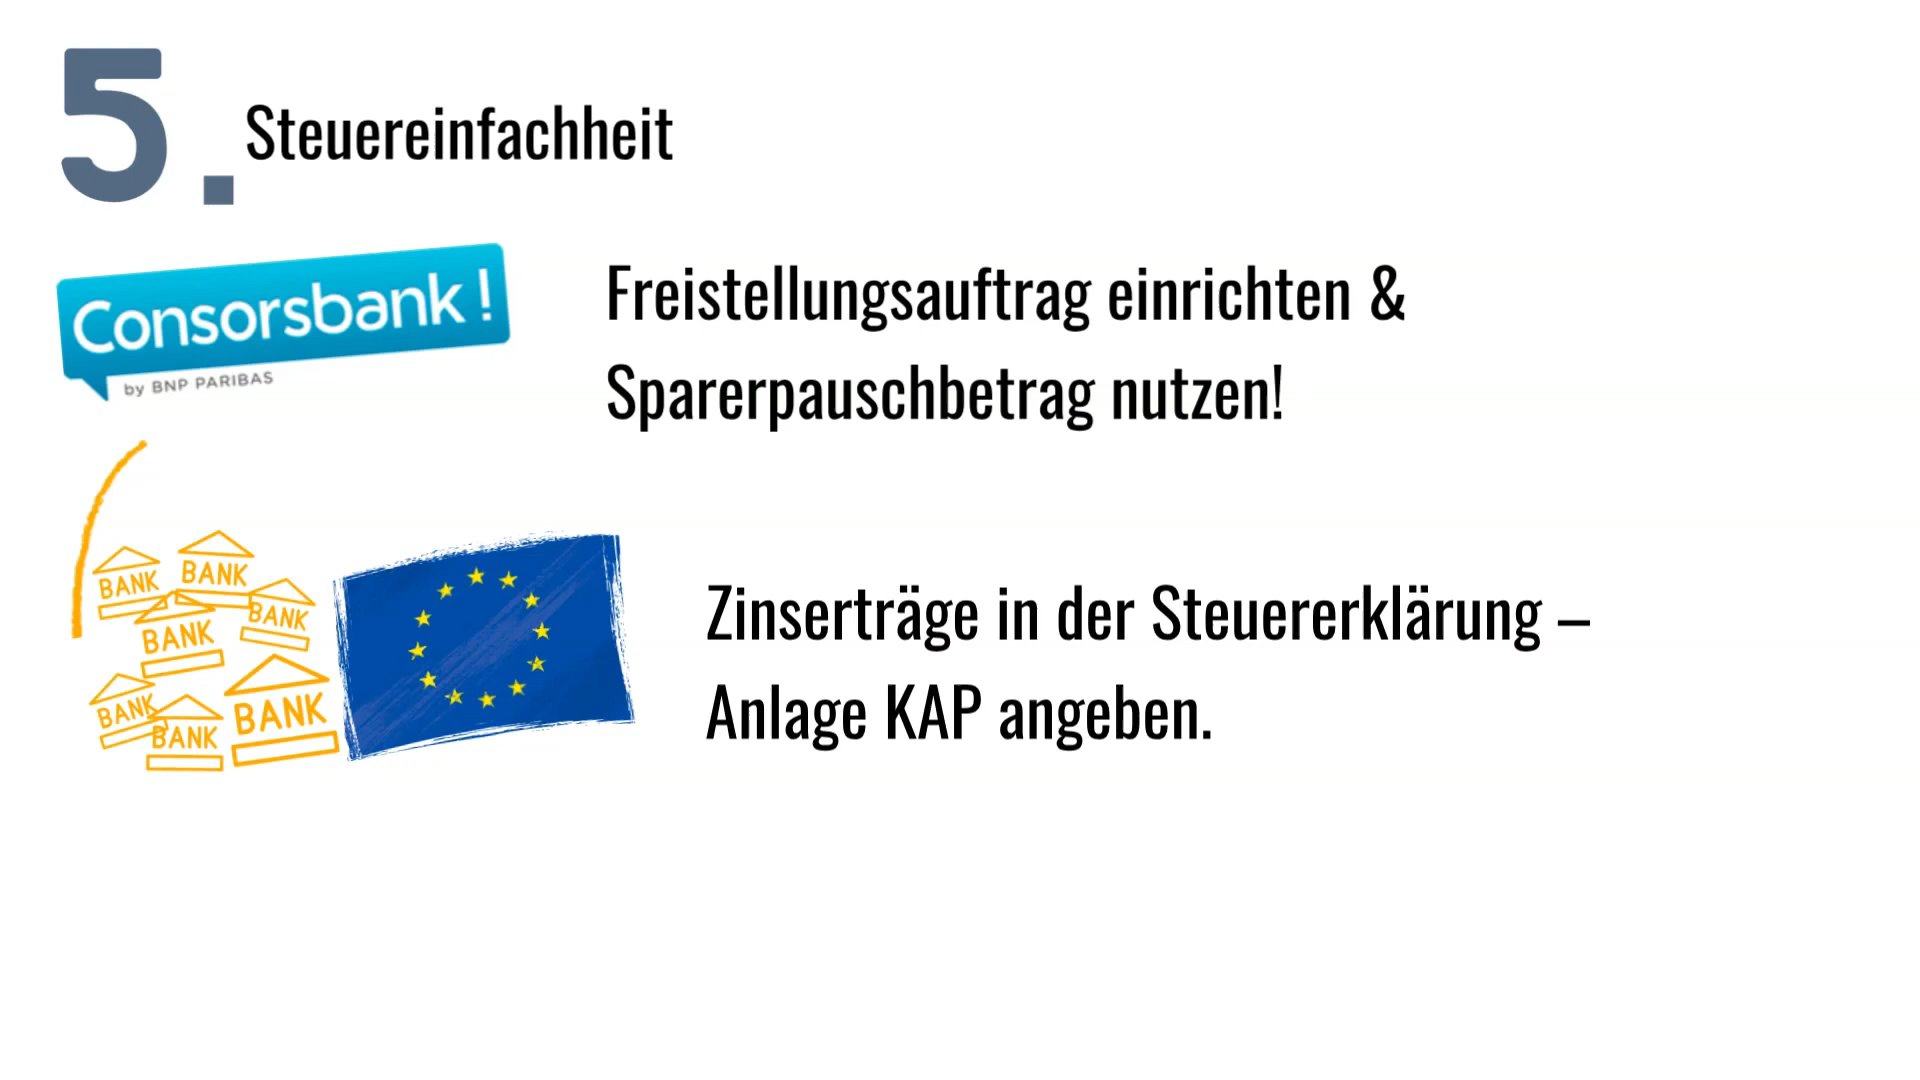 5. Steuereinfachheit
Consorsbank!
by BNP PARIBAS
Freistellungsauftrag einrichten &
Sparerpauschbetrag nutzen!
BANK
BANK
BANK
BANK
BANK
BANK
BANK
Zinserträge in der Steuererklärung –
Anlage KAP angeben.